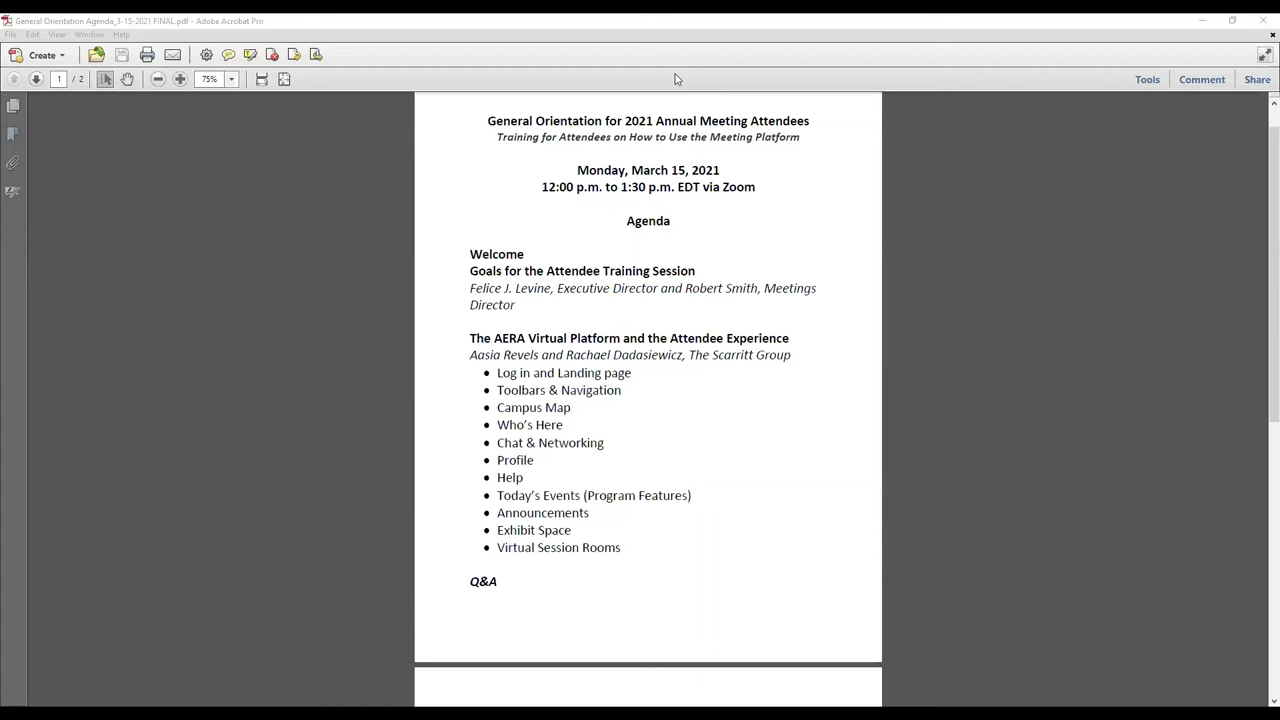 General Orientation Agenda_3-15-2021 FINAL.pdf - Adobe Acrobat Pro
File Edit View Window Help
Create
1 / 2 75% Tools Comment Share
General Orientation for 2021 Annual Meeting Attendees
Training for Attendees on How to Use the Meeting Platform
Monday, March 15, 2021
12:00 p.m. to 1:30 p.m. EDT via Zoom
Agenda
Welcome
Goals for the Attendee Training Session
Felice J. Levine, Executive Director and Robert Smith, Meetings
Director
The AERA Virtual Platform and the Attendee Experience
Aasia Revels and Rachael Dadasiewicz, The Scarritt Group
• Log in and Landing page
• Toolbars & Navigation
• Campus Map
• Who's Here
• Chat & Networking
• Profile
• Help
• Today's Events (Program Features)
• Announcements
• Exhibit Space
• Virtual Session Rooms
Q&A